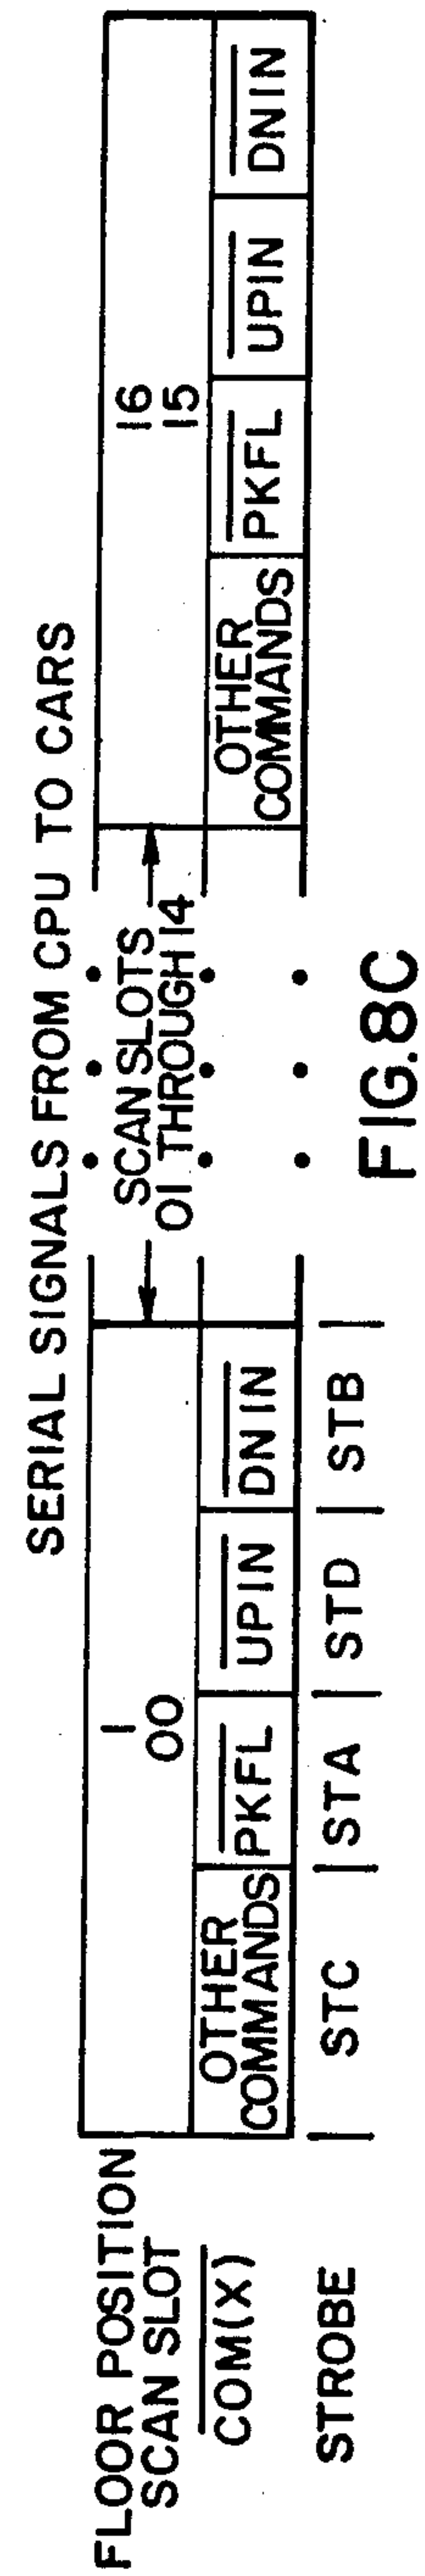 SERIAL SIGNALS FROM CPU TO CARS
FLOOR POSITION 1 16
SCAN SLOT 00 SCAN SLOTS 15
01 THROUGH 14
COM(X) OTHER COMMANDS PKFL UPIN DNIN OTHER COMMANDS PKFL UPIN DNIN
STROBE STC STA STD STB
FIG.8C